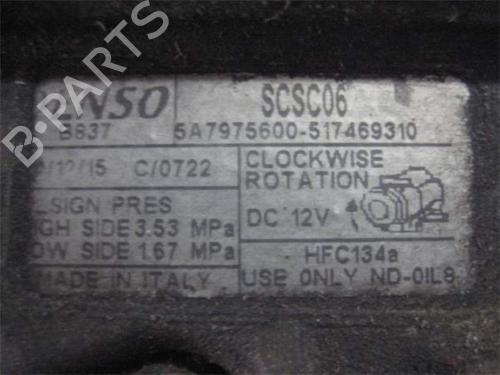 ENSO SCSC06
B837 5A7975600-517469310
/12/15 C/0722 CLOCKWISE
ROTATION
SIGN PRES DC 12V
GH SIDE 3.53 MPa
OW SIDE 1.67 MPa HFC134a
MADE IN ITALY USE ONLY ND-OIL8
B-PARTS